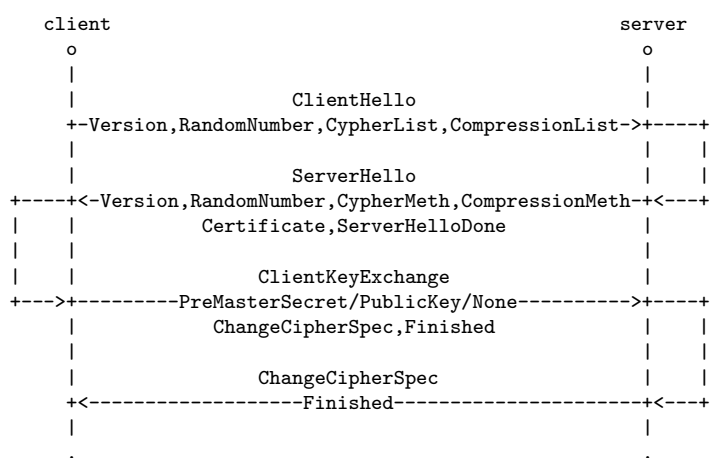 client server
ClientHello
Version,RandomNumber,CypherList,CompressionList
ServerHello
Version,RandomNumber,CypherMeth,CompressionMeth
Certificate,ServerHelloDone
ClientKeyExchange
PreMasterSecret/PublicKey/None
ChangeCipherSpec,Finished
ChangeCipherSpec
Finished